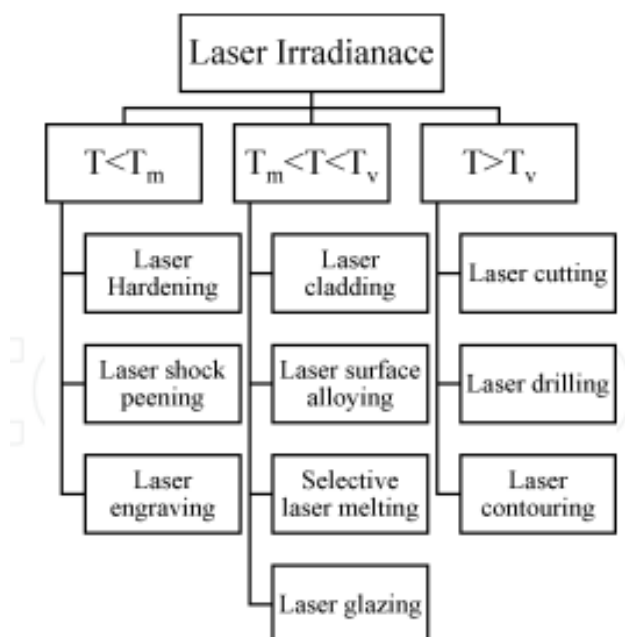 Laser Irradianace
T<Tm
Tm<T<Tv
T>Tv
Laser
Hardening
Laser shock
peening
Laser
engraving
Laser
cladding
Laser surface
alloying
Selective
laser melting
Laser glazing
Laser cutting
Laser drilling
Laser
contouring